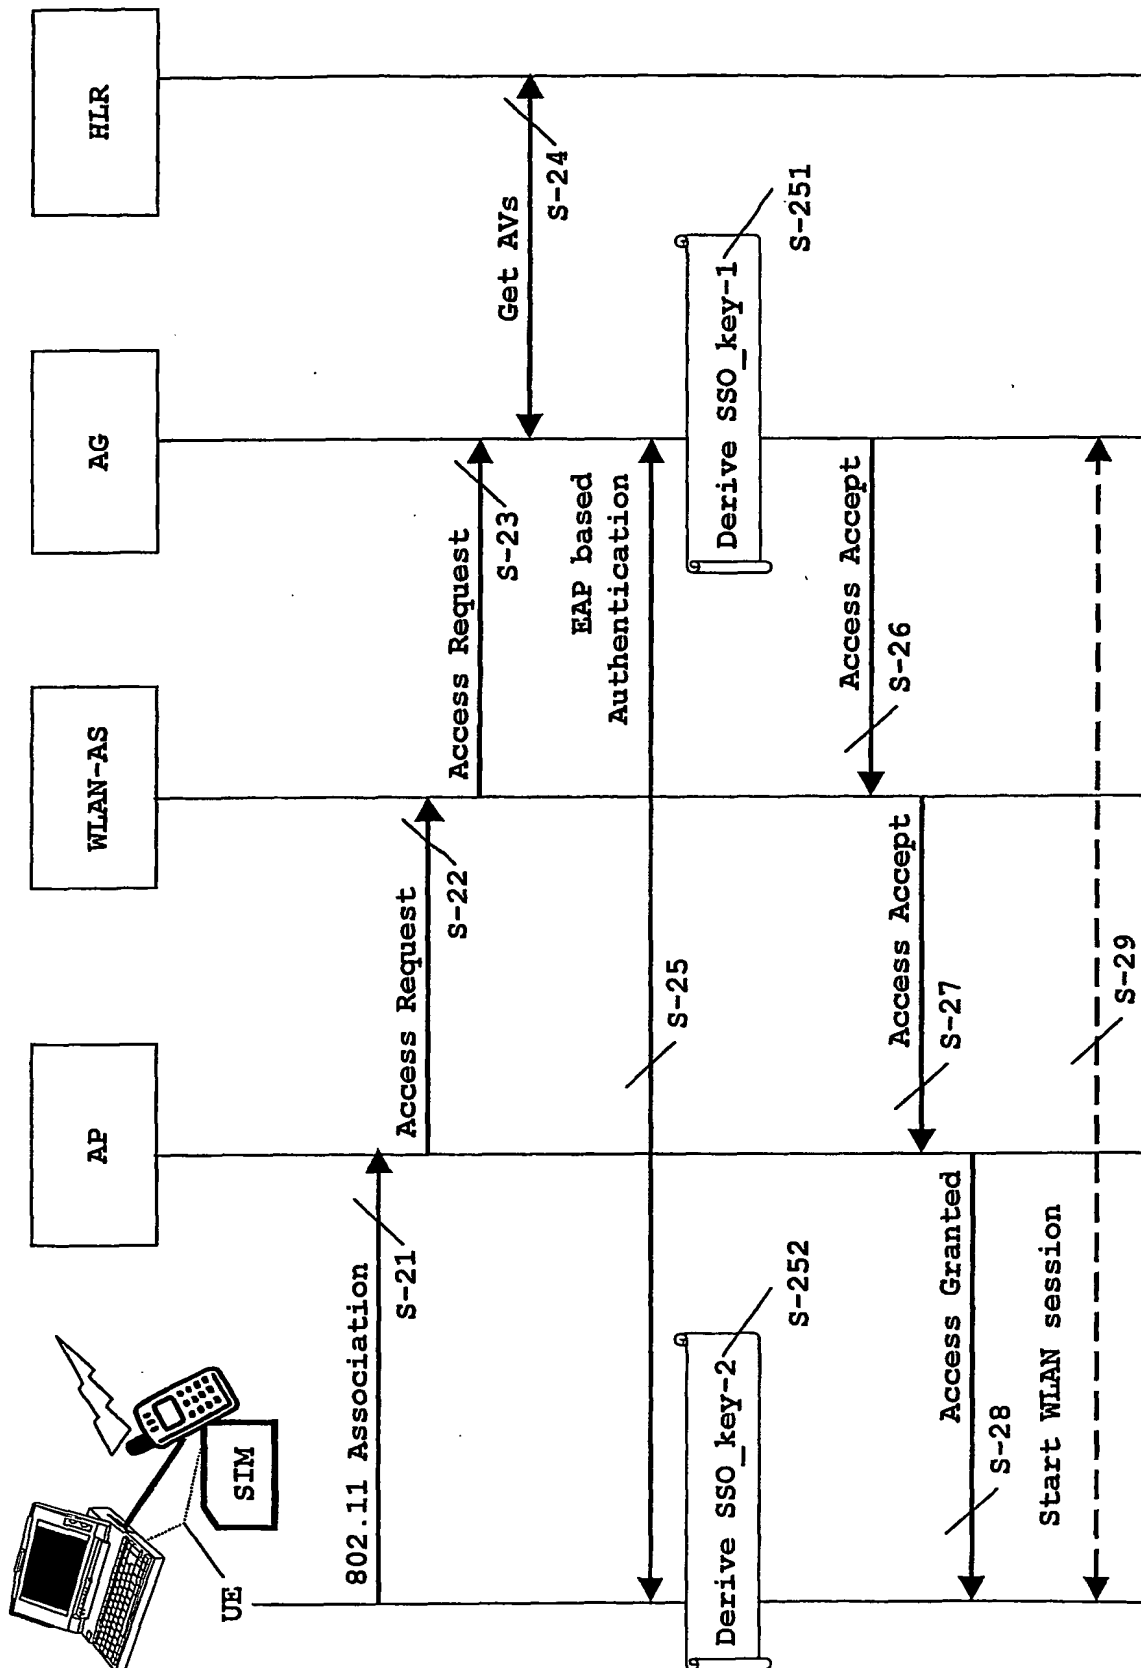 UE
SIM
AP
WLAN-AS
AG
HLR
802.11 Association
S-21
Access Request
S-22
Access Request
S-23
Get AVs
S-24
EAP based
Authentication
S-25
Derive SSO_key-1
S-251
Derive SSO_key-2
S-252
Access Accept
S-26
Access Accept
S-27
Access Granted
S-28
Start WLAN session
S-29